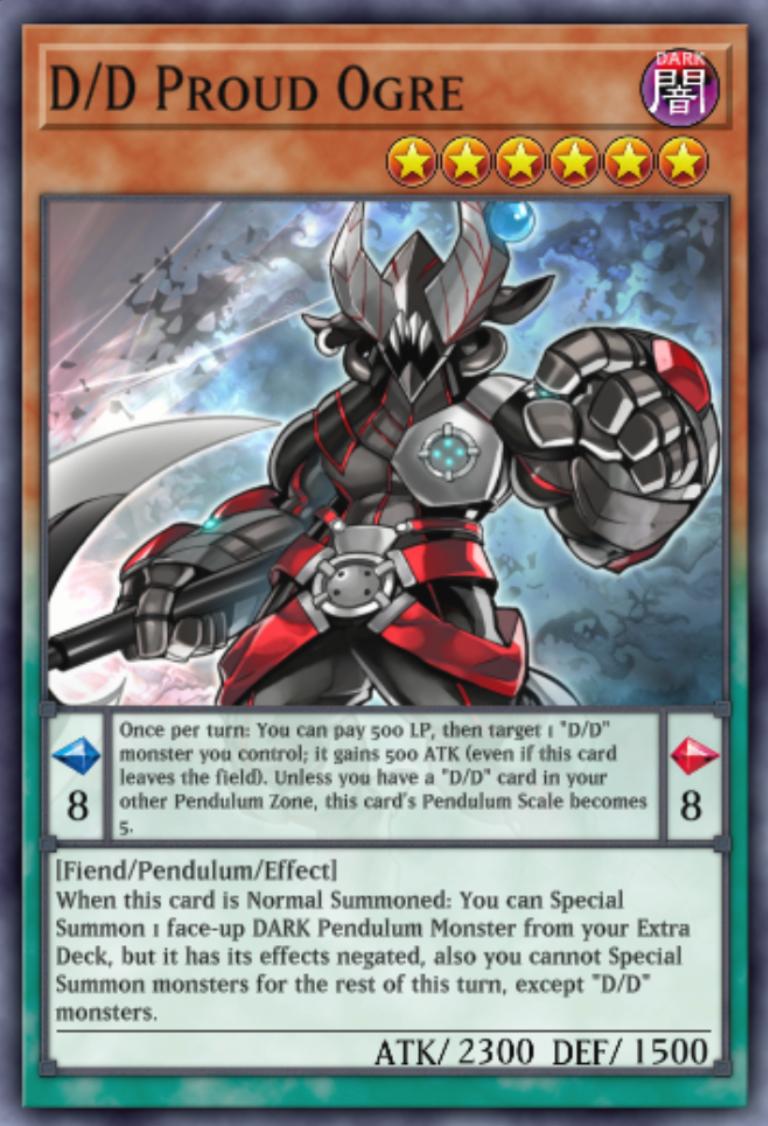 D/D Proud Ogre
DARK
闇
Once per turn: You can pay 500 LP, then target 1 "D/D"
monster you control; it gains 500 ATK (even if this card
leaves the field). Unless you have a "D/D" card in your
other Pendulum Zone, this card's Pendulum Scale becomes
5.
8
8
[Fiend/Pendulum/Effect]
When this card is Normal Summoned: You can Special
Summon 1 face-up DARK Pendulum Monster from your Extra
Deck, but it has its effects negated, also you cannot Special
Summon monsters for the rest of this turn, except "D/D"
monsters.
ATK/ 2300 DEF/ 1500